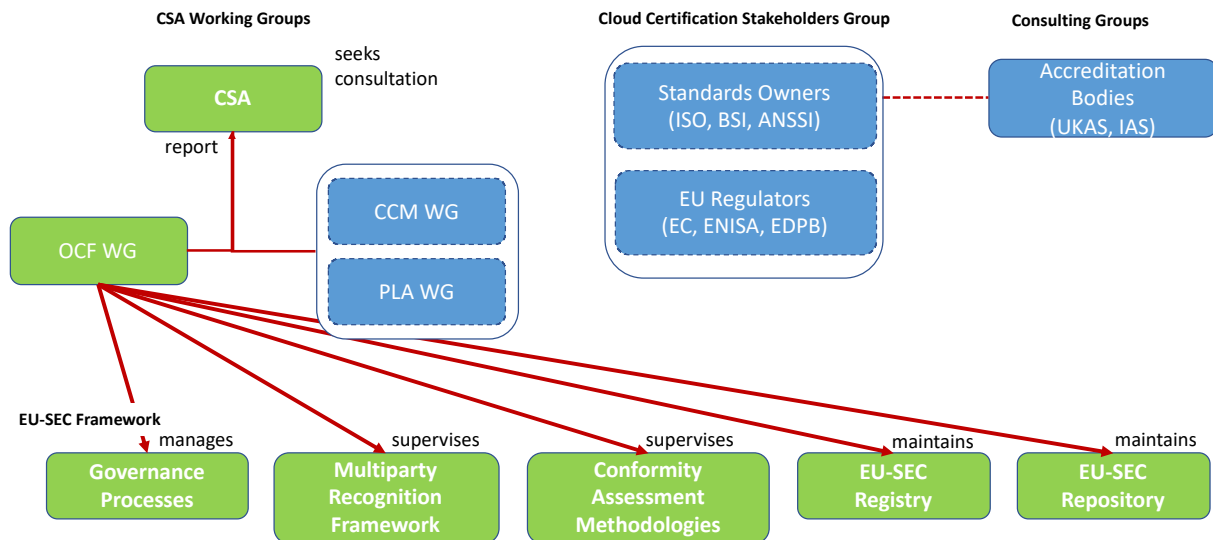 CSA Working Groups
Cloud Certification Stakeholders Group
Consulting Groups
seeks
consultation
CSA
report
Standards Owners
(ISO, BSI, ANSSI)
Accreditation
Bodies
(UKAS, IAS)
CCM WG
EU Regulators
(EC, ENISA, EDPB)
OCF WG
PLA WG
EU-SEC Framework
manages
supervises
supervises
maintains
maintains
Governance
Processes
Multiparty
Recognition
Framework
Conformity
Assessment
Methodologies
EU-SEC
Registry
EU-SEC
Repository